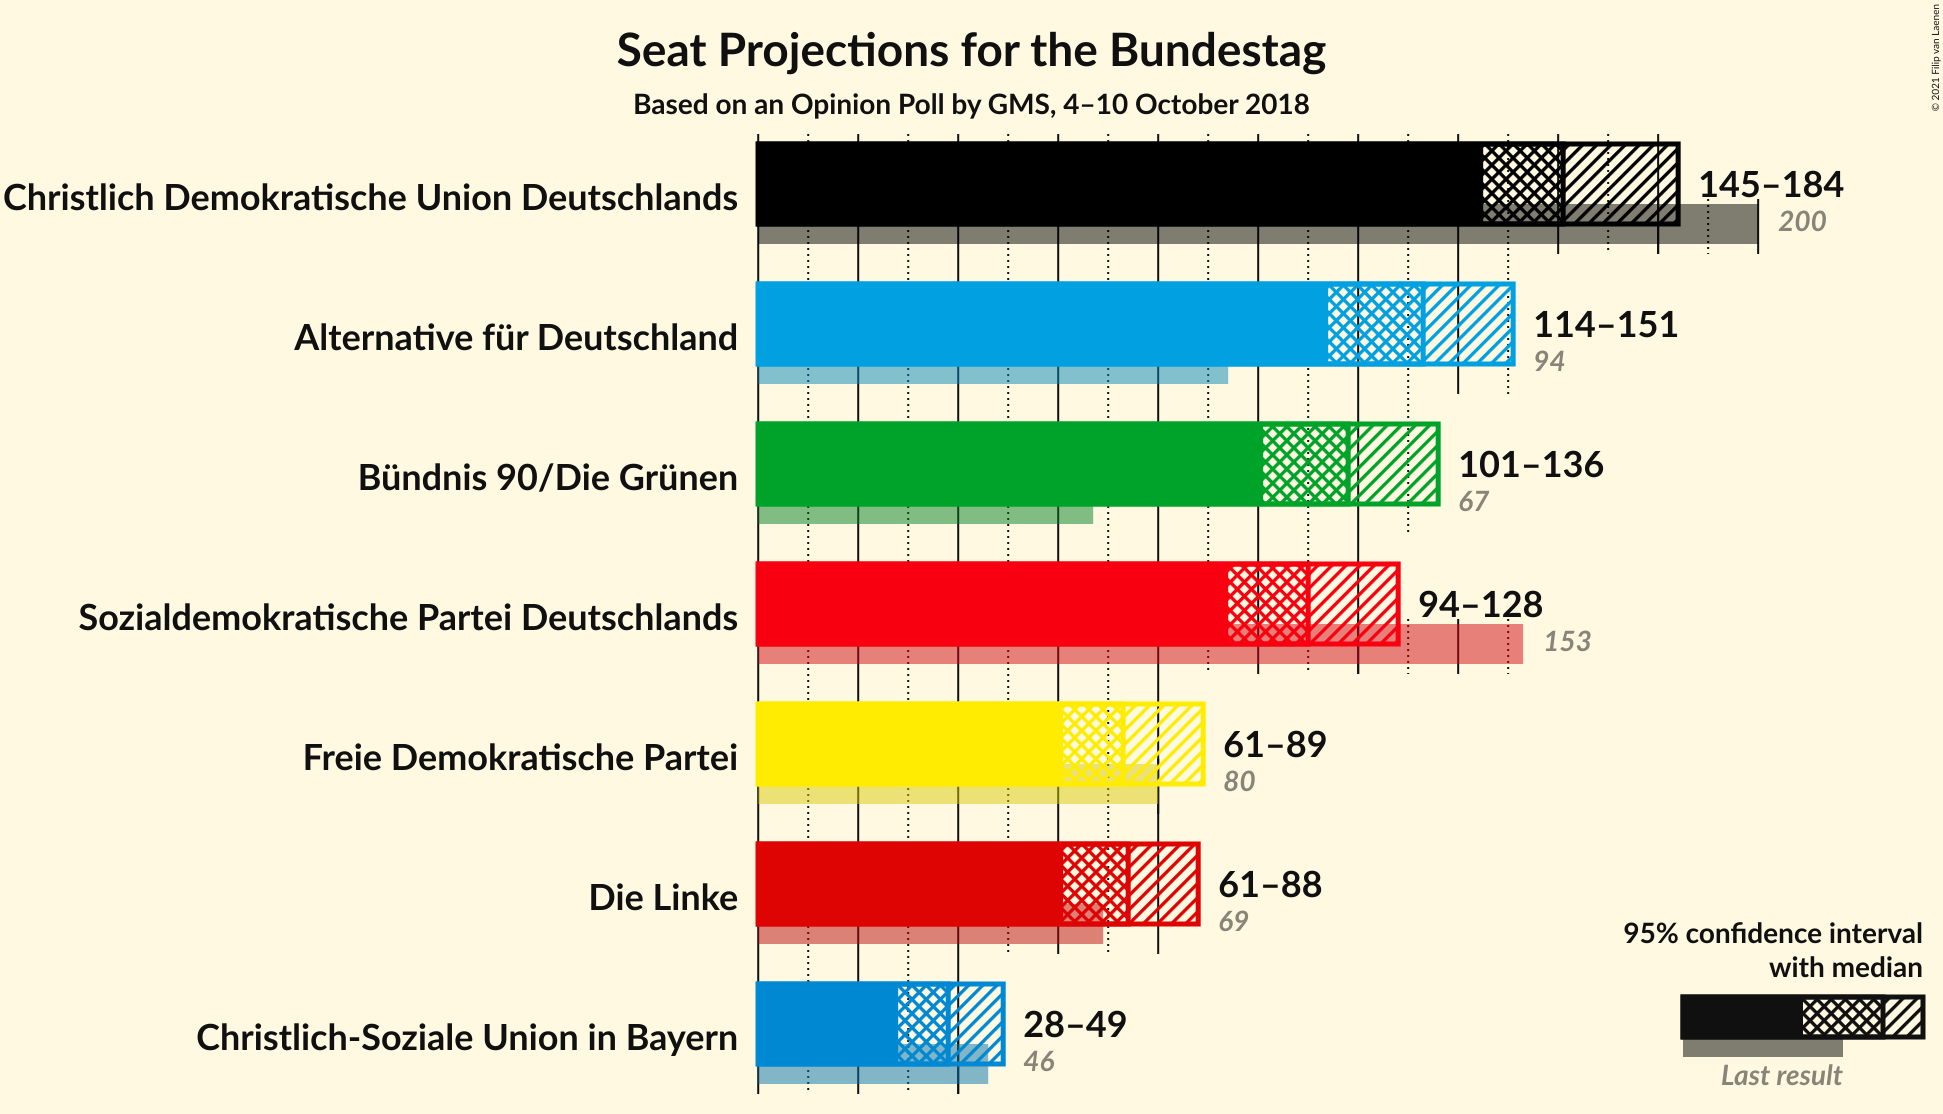 Seat Projections for the Bundestag
Based on an Opinion Poll by GMS, 4–10 October 2018
© 2021 Filip van Laenen
Christlich Demokratische Union Deutschlands
145–184
200
Alternative für Deutschland
114–151
94
Bündnis 90/Die Grünen
101–136
67
Sozialdemokratische Partei Deutschlands
94–128
153
Freie Demokratische Partei
61–89
80
Die Linke
61–88
69
Christlich-Soziale Union in Bayern
28–49
46
95% confidence interval
with median
Last result